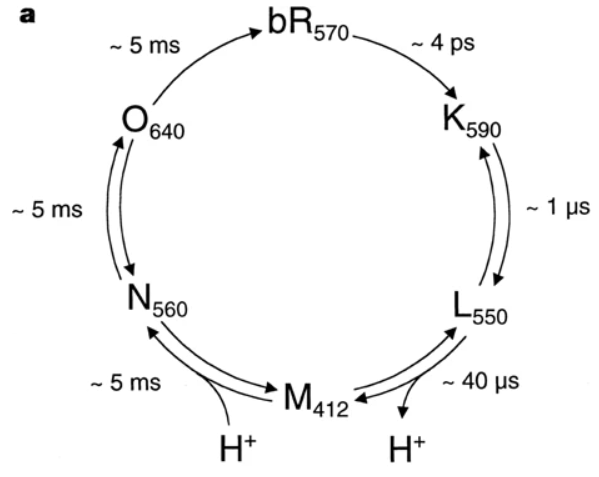 a
bR570
~ 5 ms
~ 4 ps
O640
K590
~ 5 ms
~ 1 µs
N560
L550
~ 5 ms
~ 40 µs
M412
H+
H+